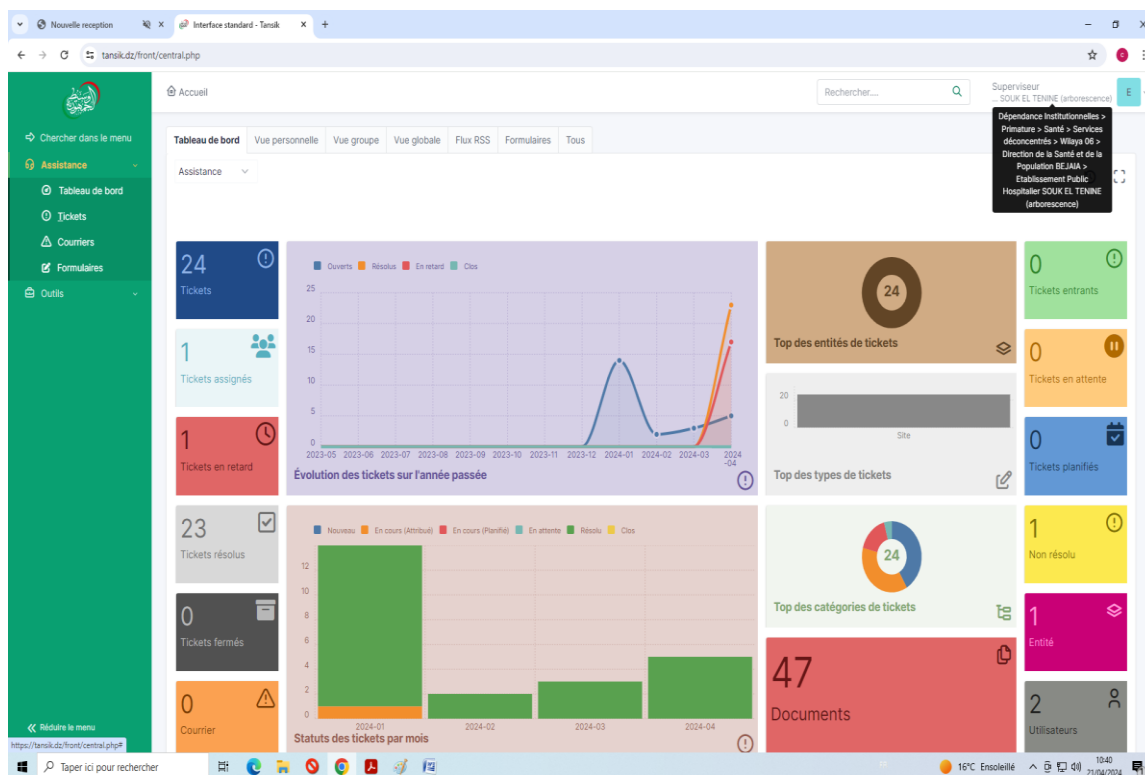 Nouvelle reception
Interface standard - Tansik
tansik.dz/front/central.php
Accueil
Rechercher....
Superviseur
... SOUK EL TENINE (arborescence)
E
Dépendance Institutionnelles >
Primature > Santé > Services
déconcentrés > Wilaya 06 >
Direction de la Santé et de la
Population BEJAIA >
Etablissement Public
Hospitalier SOUK EL TENINE
(arborescence)
Chercher dans le menu
Assistance
Tableau de bord
Tickets
Courriers
Formulaires
Outils
Réduire le menu
https://tansik.dz/front/central.php#
Tableau de bord Vue personnelle Vue groupe Vue globale Flux RSS Formulaires Tous
Assistance
24
Tickets
1
Tickets assignés
1
Tickets en retard
23
Tickets résolus
0
Tickets fermés
0
Courrier
Ouverts Résolus En retard Clos
25
20
15
10
5
0
2023-05 2023-06 2023-07 2023-08 2023-09 2023-10 2023-11 2023-12 2024-01 2024-02 2024-03 2024
-04
Évolution des tickets sur l'année passée
Nouveau En cours (Attribué) En cours (Planifié) En attente Résolu Clos
12
10
8
6
4
2
0
2024-01 2024-02 2024-03 2024-04
Statuts des tickets par mois
24
Top des entités de tickets
20
0
Site
Top des types de tickets
24
Top des catégories de tickets
47
Documents
0
Tickets entrants
0
Tickets en attente
0
Tickets planifiés
1
Non résolu
1
Entité
2
Utilisateurs
Taper ici pour rechercher
16°C Ensoleillé
10:40
21/04/2024